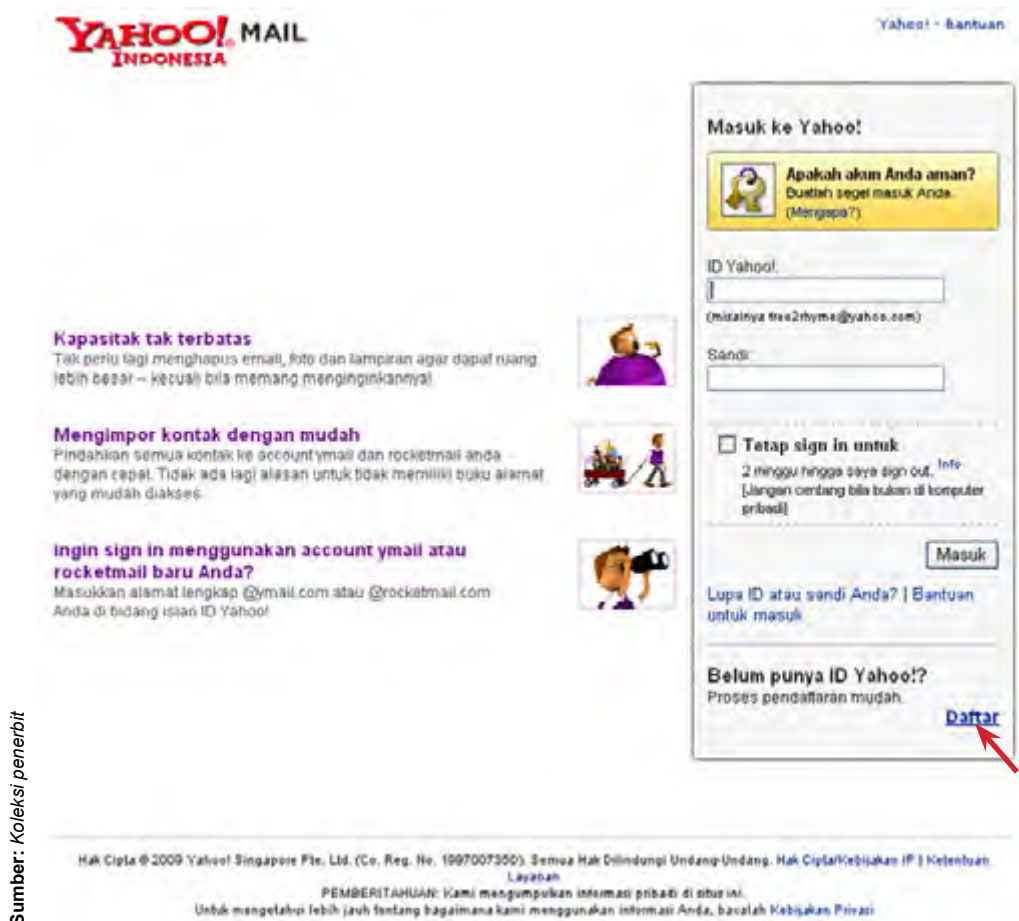 YAHOO! MAIL
INDONESIA
Yahoo! - Bantuan
Kapasitak tak terbatas
Tak perlu lagi menghapus email, foto dan lampiran agar dapat ruang
lebih besar – kecuali bila memang menginginkannya!
Mengimpor kontak dengan mudah
Pindahkan semua kontak ke account ymail dan rocketmail anda
dengan cepat. Tidak ada lagi alasan untuk tidak memiliki buku alamat
yang mudah diakses.
Ingin sign in menggunakan account ymail atau
rocketmail baru Anda?
Masukkan alamat lengkap @ymail.com atau @rocketmail.com
Anda di bidang isian ID Yahoo!
Masuk ke Yahoo!
Apakah akun Anda aman?
Buatlah segel masuk Anda.
(Mengapa?)
ID Yahoo!:
(misalnya free2rhyme@yahoo.com)
Sandi:
Tetap sign in untuk
2 minggu hingga saya sign out. Info
[Jangan centang bila bukan di komputer
pribadi]
Masuk
Lupa ID atau sandi Anda? | Bantuan
untuk masuk
Belum punya ID Yahoo!?
Proses pendaftaran mudah.
Daftar
Sumber: Koleksi penerbit
Hak Cipta © 2009 Yahoo! Singapore Pte. Ltd. (Co. Reg. No. 199700735D). Semua Hak Dilindungi Undang-Undang. Hak Cipta/Kebijakan IP | Ketentuan
Layanan
PEMBERITAHUAN: Kami mengumpulkan informasi pribadi di situs ini.
Untuk mengetahui lebih jauh tentang bagaimana kami menggunakan informasi Anda, bacalah Kebijakan Privasi